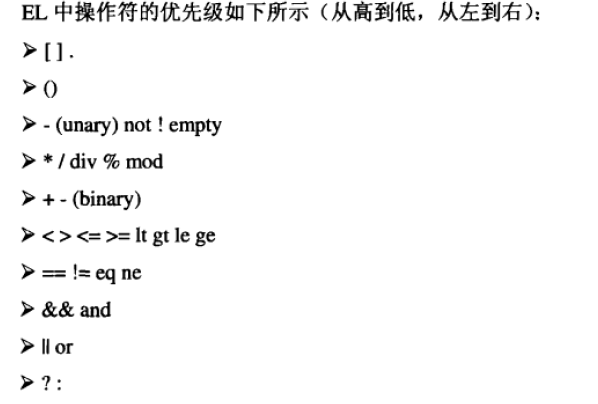 EL 中操作符的优先级如下所示（从高到低，从左到右）：
➢ [ ] .
➢ ()
➢ - (unary) not ! empty
➢ * / div % mod
➢ + - (binary)
➢ < > <= >= lt gt le ge
➢ == != eq ne
➢ && and
➢ || or
➢ ? :